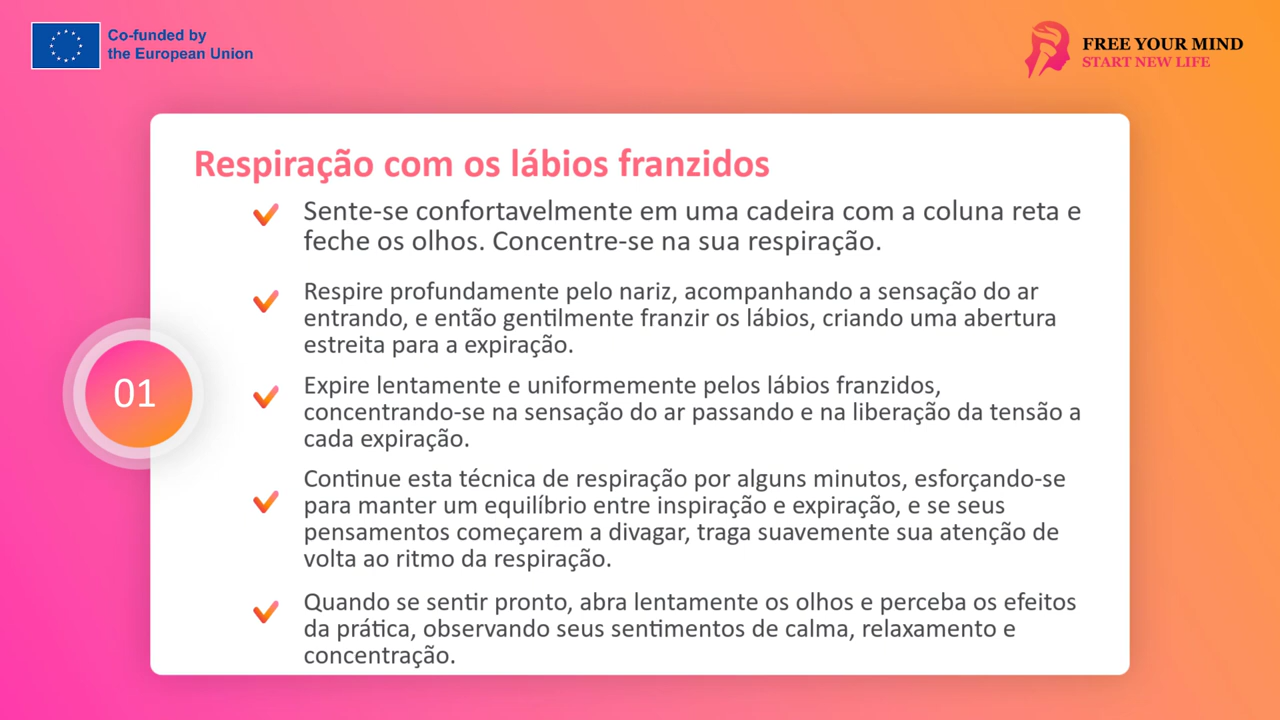 Co-funded by
the European Union
FREE YOUR MIND
START NEW LIFE
Respiração com os lábios franzidos
Sente-se confortavelmente em uma cadeira com a coluna reta e
feche os olhos. Concentre-se na sua respiração.
Respire profundamente pelo nariz, acompanhando a sensação do ar
entrando, e então gentilmente franzir os lábios, criando uma abertura
estreita para a expiração.
01
Expire lentamente e uniformemente pelos lábios franzidos,
concentrando-se na sensação do ar passando e na liberação da tensão a
cada expiração.
Continue esta técnica de respiração por alguns minutos, esforçando-se
para manter um equilíbrio entre inspiração e expiração, e se seus
pensamentos começarem a divagar, traga suavemente sua atenção de
volta ao ritmo da respiração.
Quando se sentir pronto, abra lentamente os olhos e perceba os efeitos
da prática, observando seus sentimentos de calma, relaxamento e
concentração.